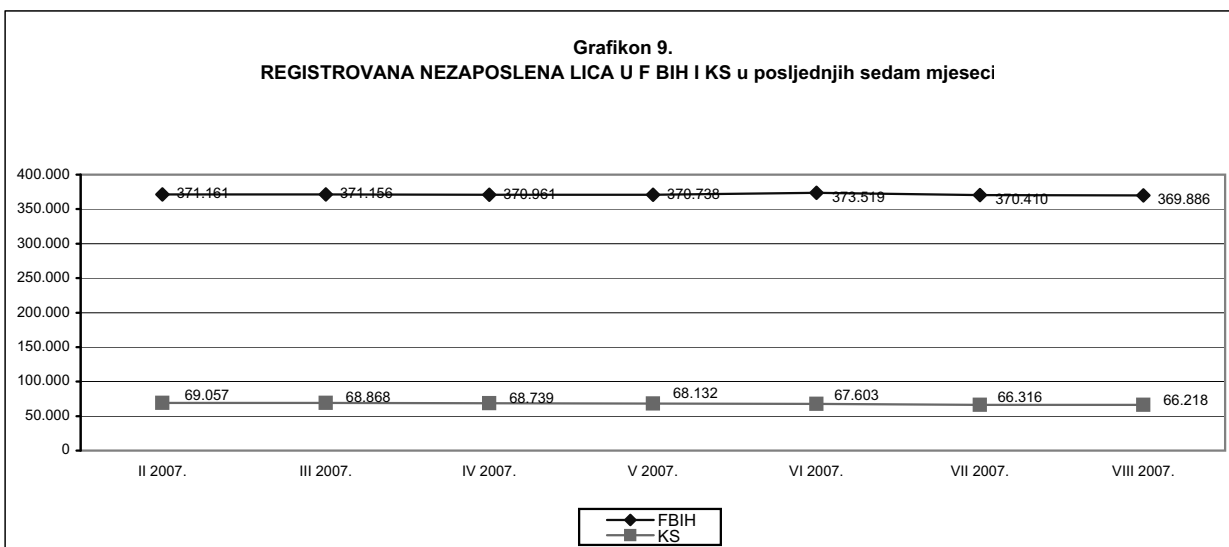 Grafikon 9.
REGISTROVANA NEZAPOSLENA LICA U F BIH I KS u posljednjih sedam mjeseci
400.000
371.161 371.156 370.961 370.738 373.519 370.410 369.886
350.000
300.000
250.000
200.000
150.000
100.000
69.057 68.868 68.739 68.132 67.603 66.316 66.218
50.000
0
II 2007. III 2007. IV 2007. V 2007. VI 2007. VII 2007. VIII 2007.
FBIH
KS